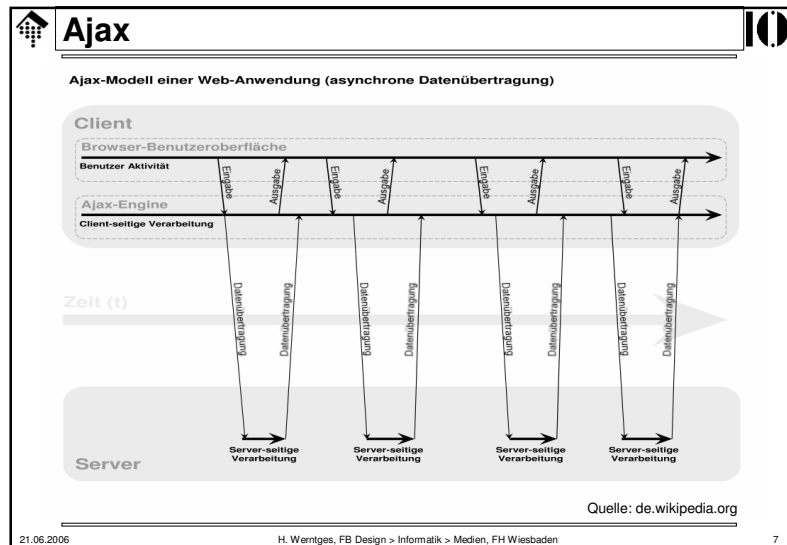 Ajax
Ajax-Modell einer Web-Anwendung (asynchrone Datenübertragung)
Client
Browser-Benutzeroberfläche
Benutzer Aktivität
Eingabe
Ausgabe
Eingabe
Ausgabe
Eingabe
Ausgabe
Eingabe
Ausgabe
Ajax-Engine
Client-seitige Verarbeitung
Datenübertragung
Datenübertragung
Datenübertragung
Datenübertragung
Datenübertragung
Datenübertragung
Datenübertragung
Datenübertragung
Zeit (t)
Server-seitige
Verarbeitung
Server-seitige
Verarbeitung
Server-seitige
Verarbeitung
Server-seitige
Verarbeitung
Server
Quelle: de.wikipedia.org
21.06.2006
H. Werntges, FB Design > Informatik > Medien, FH Wiesbaden
7